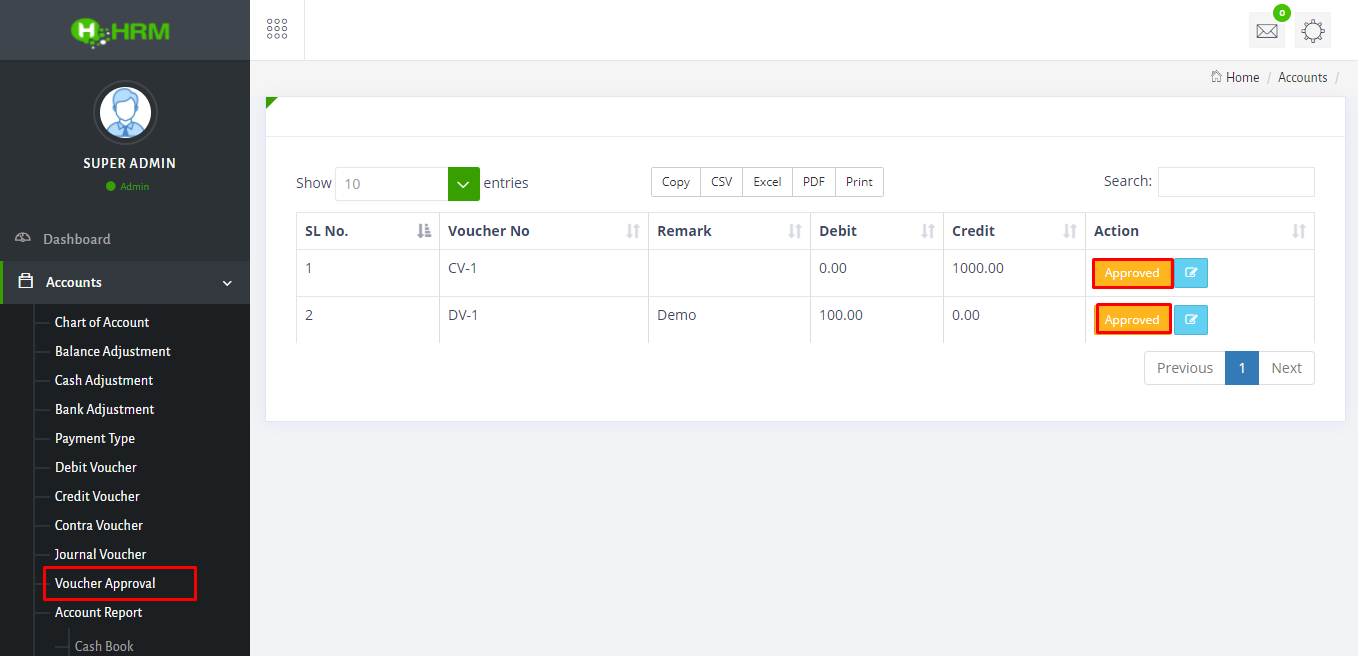 H HRM
0
Home / Accounts /
SUPER ADMIN
Admin
Dashboard
Accounts
Chart of Account
Balance Adjustment
Cash Adjustment
Bank Adjustment
Payment Type
Debit Voucher
Credit Voucher
Contra Voucher
Journal Voucher
Voucher Approval
Account Report
Cash Book
Show 10 entries
Copy CSV Excel PDF Print
Search:
SL No. Voucher No Remark Debit Credit Action
1 CV-1 0.00 1000.00 Approved
2 DV-1 Demo 100.00 0.00 Approved
Previous 1 Next